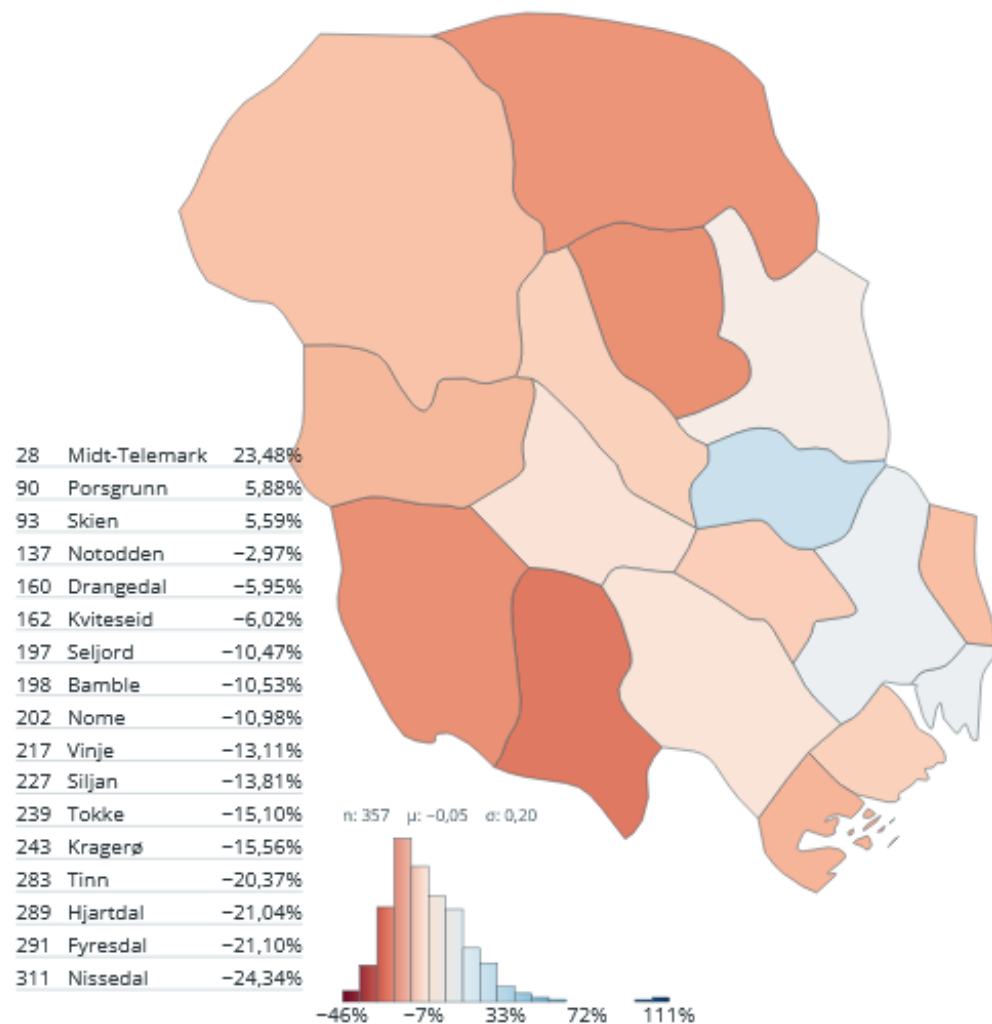 28 Midt-Telemark 23,48%
90 Porsgrunn 5,88%
93 Skien 5,59%
137 Notodden −2,97%
160 Drangedal −5,95%
162 Kviteseid −6,02%
197 Seljord −10,47%
198 Bamble −10,53%
202 Nome −10,98%
217 Vinje −13,11%
227 Siljan −13,81%
239 Tokke −15,10%
243 Kragerø −15,56%
283 Tinn −20,37%
289 Hjartdal −21,04%
291 Fyresdal −21,10%
311 Nissedal −24,34%
n: 357 μ: −0,05 σ: 0,20
−46% −7% 33% 72% 111%